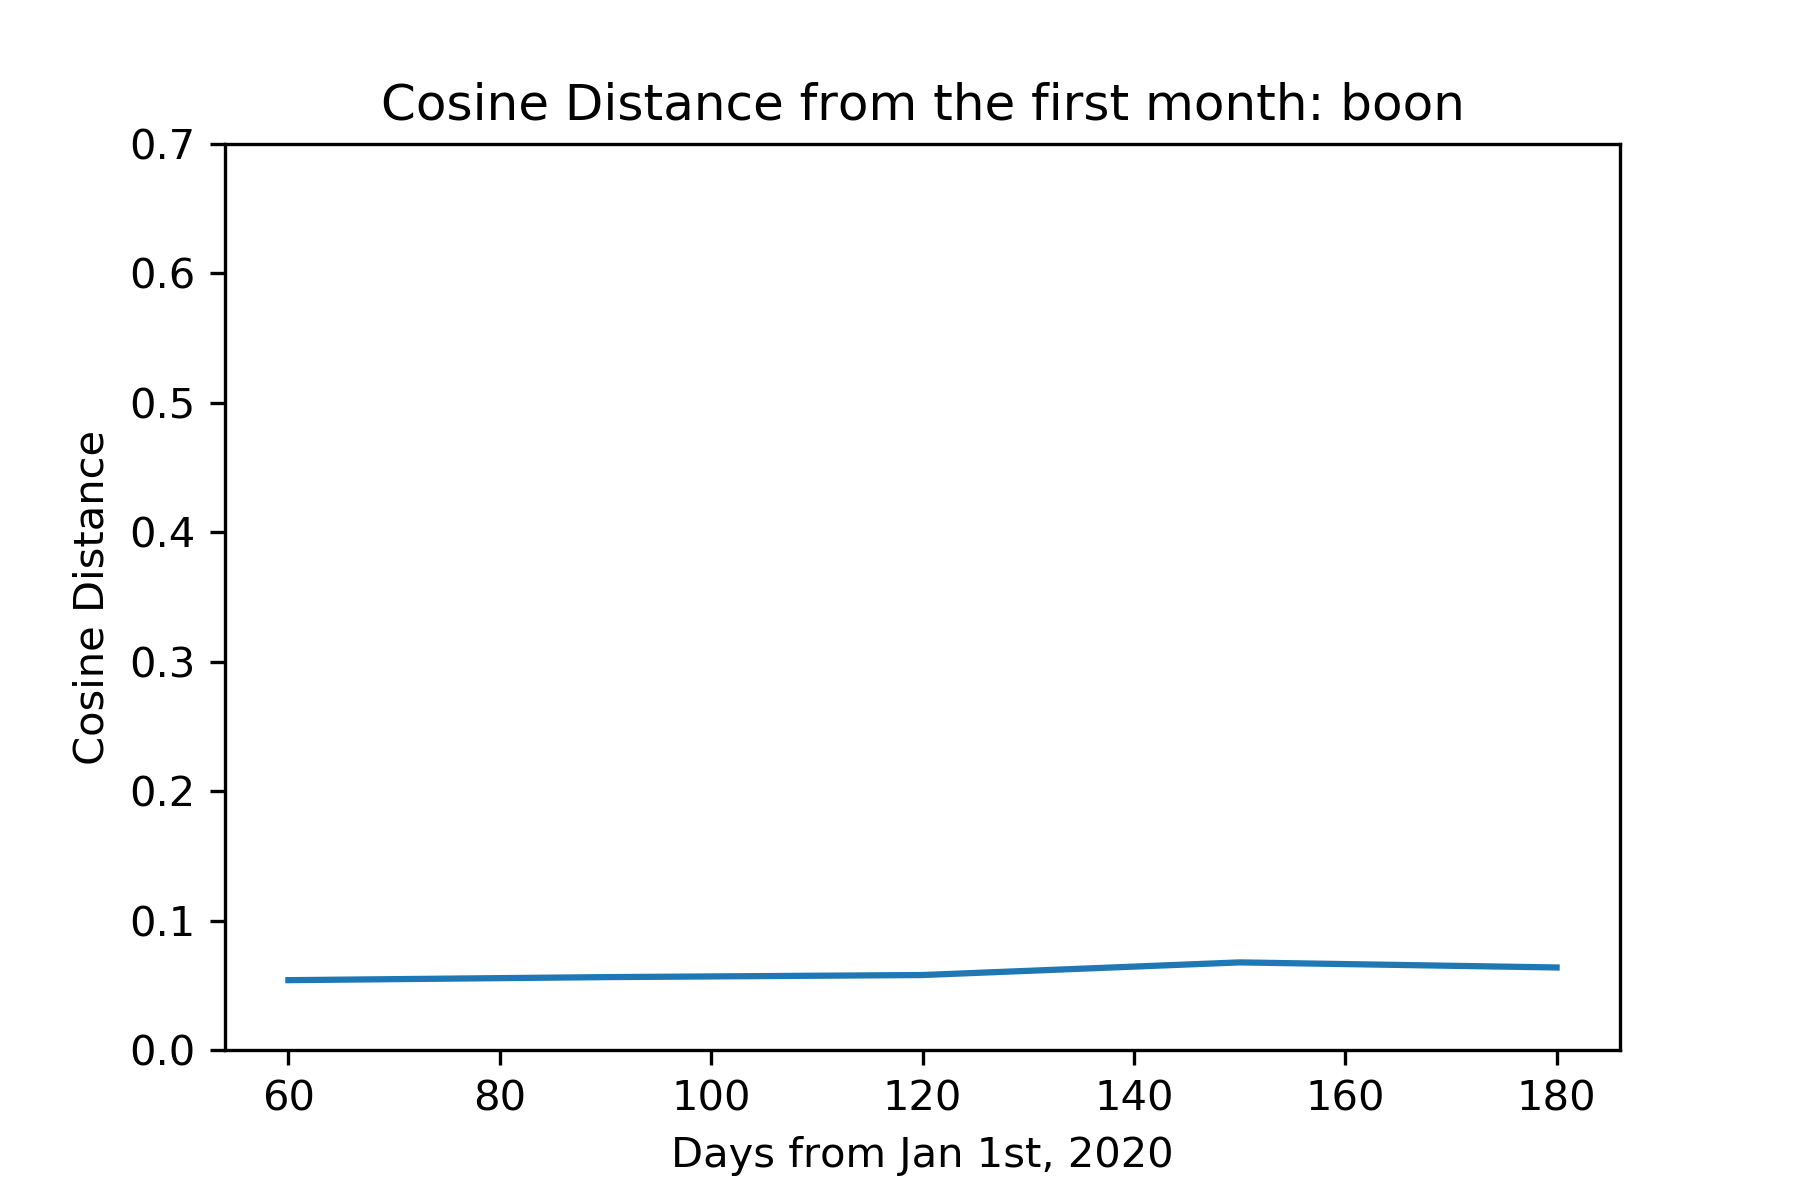 Cosine Distance from the first month: boon
0.7
0.6
0.5
0.4
0.3
0.2
0.1
0.0
Cosine Distance
60 80 100 120 140 160 180
Days from Jan 1st, 2020